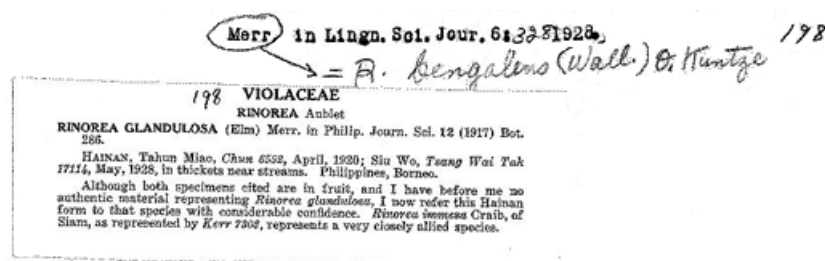 Merr. in Lingn. Sci. Jour. 6:328 1928.
198
= R. bengalens (Wall.) O. Kuntze
198 VIOLACEAE
RINOREA Aublet
RINOREA GLANDULOSA (Elm) Merr. in Philip. Journ. Sci. 12 (1917) Bot.
286.
HAINAN, Tahun Miao, Chun 6552, April, 1920; Siu Wo, Tsang Wai Tak
17114, May, 1928, in thickets near streams. Philippines, Borneo.
Although both specimens cited are in fruit, and I have before me no
authentic material representing Rinorea glandulosa, I now refer this Hainan
form to that species with considerable confidence. Rinorea Craib, of
Siam, as represented by Kerr, represents a very closely allied species.